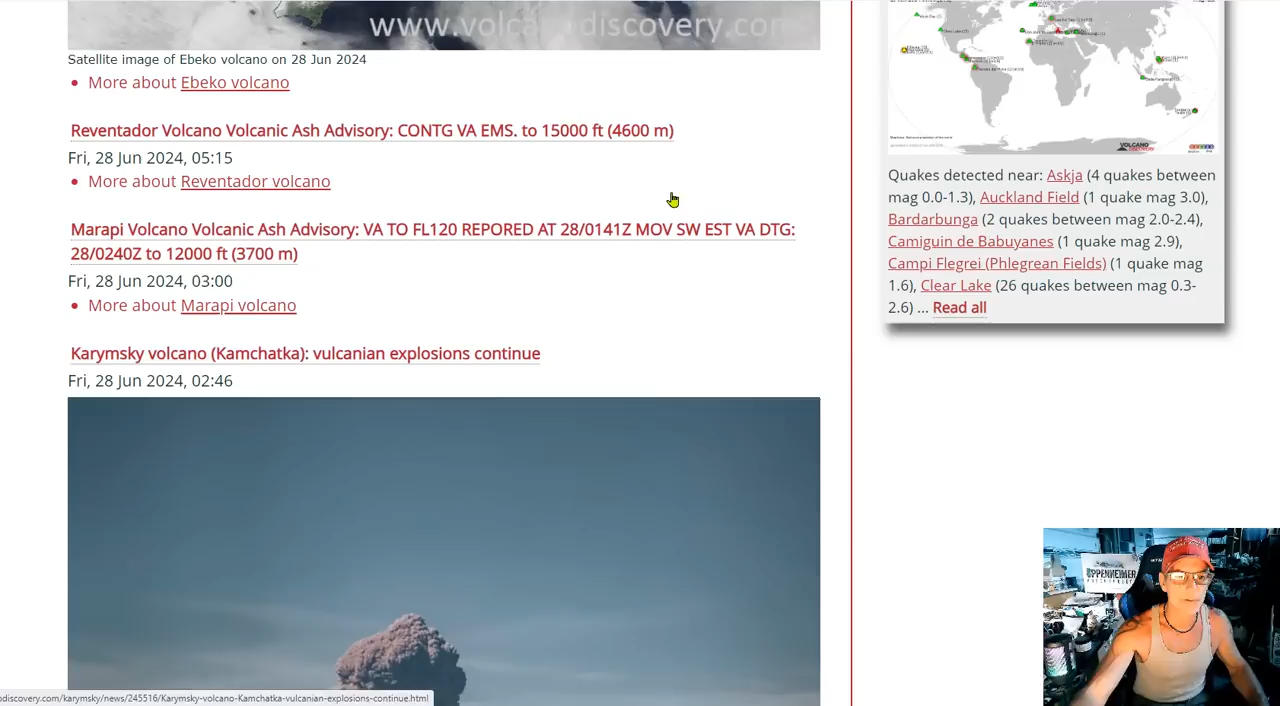 www.volcanodiscovery.co
Satellite image of Ebeko volcano on 28 Jun 2024
More about Ebeko volcano
Reventador Volcano Volcanic Ash Advisory: CONTG VA EMS. to 15000 ft (4600 m)
Fri, 28 Jun 2024, 05:15
More about Reventador volcano
Marapi Volcano Volcanic Ash Advisory: VA TO FL120 REPORED AT 28/0141Z MOV SW EST VA DTG:
28/0240Z to 12000 ft (3700 m)
Fri, 28 Jun 2024, 03:00
More about Marapi volcano
Karymsky volcano (Kamchatka): vulcanian explosions continue
Fri, 28 Jun 2024, 02:46
odiscovery.com/karymsky/news/245516/Karymsky-volcano-Kamchatka-vulcanian-explosions-continue.html
Quakes detected near: Askja (4 quakes between
mag 0.0-1.3), Auckland Field (1 quake mag 3.0),
Bardarbunga (2 quakes between mag 2.0-2.4),
Camiguin de Babuyanes (1 quake mag 2.9),
Campi Flegrei (Phlegrean Fields) (1 quake mag
1.6), Clear Lake (26 quakes between mag 0.3-
2.6) ... Read all